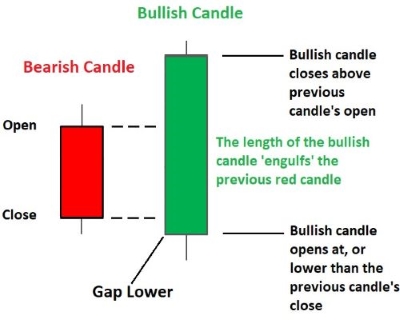 Bullish Candle
Bearish Candle
Bullish candle
closes above
previous
candle's open
Open
The length of the bullish
candle 'engulfs' the
previous red candle
Close
Bullish candle
opens at, or
lower than the
previous candle's
close
Gap Lower